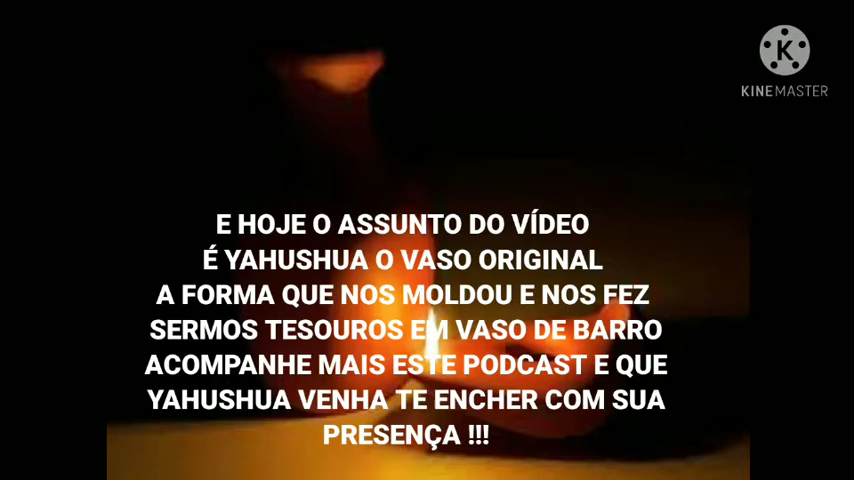 KINEMASTER
E HOJE O ASSUNTO DO VÍDEO
É YAHUSHUA O VASO ORIGINAL
A FORMA QUE NOS MOLDOU E NOS FEZ
SERMOS TESOUROS EM VASO DE BARRO
ACOMPANHE MAIS ESTE PODCAST E QUE
YAHUSHUA VENHA TE ENCHER COM SUA
PRESENÇA !!!